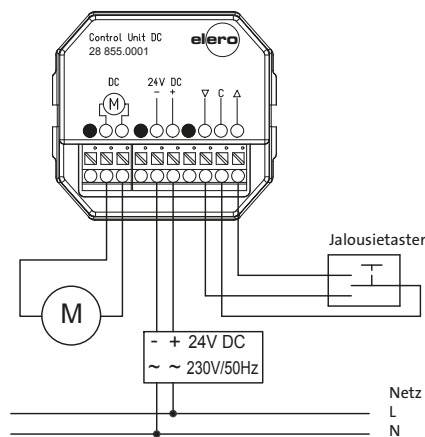 Control Unit DC
28 855.0001
elero
DC
24V DC
- +
M
▽ C △
Jalousietaster
M
- + 24V DC
~ ~ 230V/50Hz
Netz
L
N